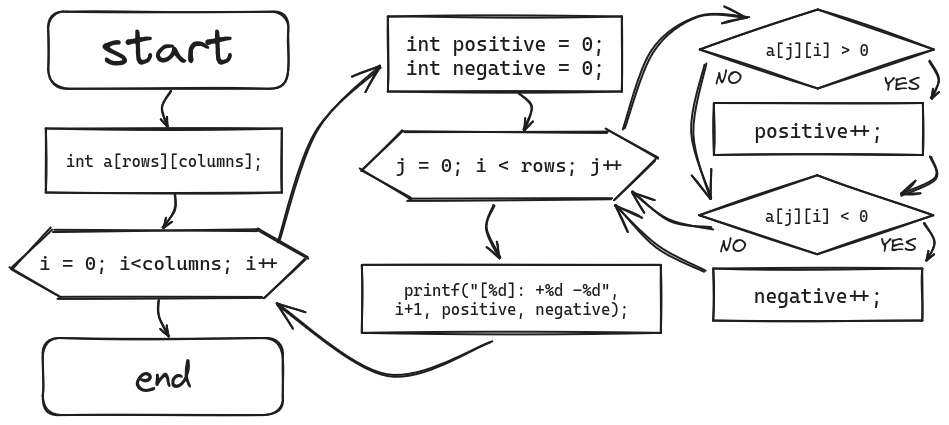 start
int a[rows][columns];
i = 0; i<columns; i++
end
int positive = 0;
int negative = 0;
j = 0; i < rows; j++
printf("[%d]: +%d -%d",
i+1, positive, negative);
a[j][i] > 0
NO
YES
positive++;
a[j][i] < 0
NO
YES
negative++;